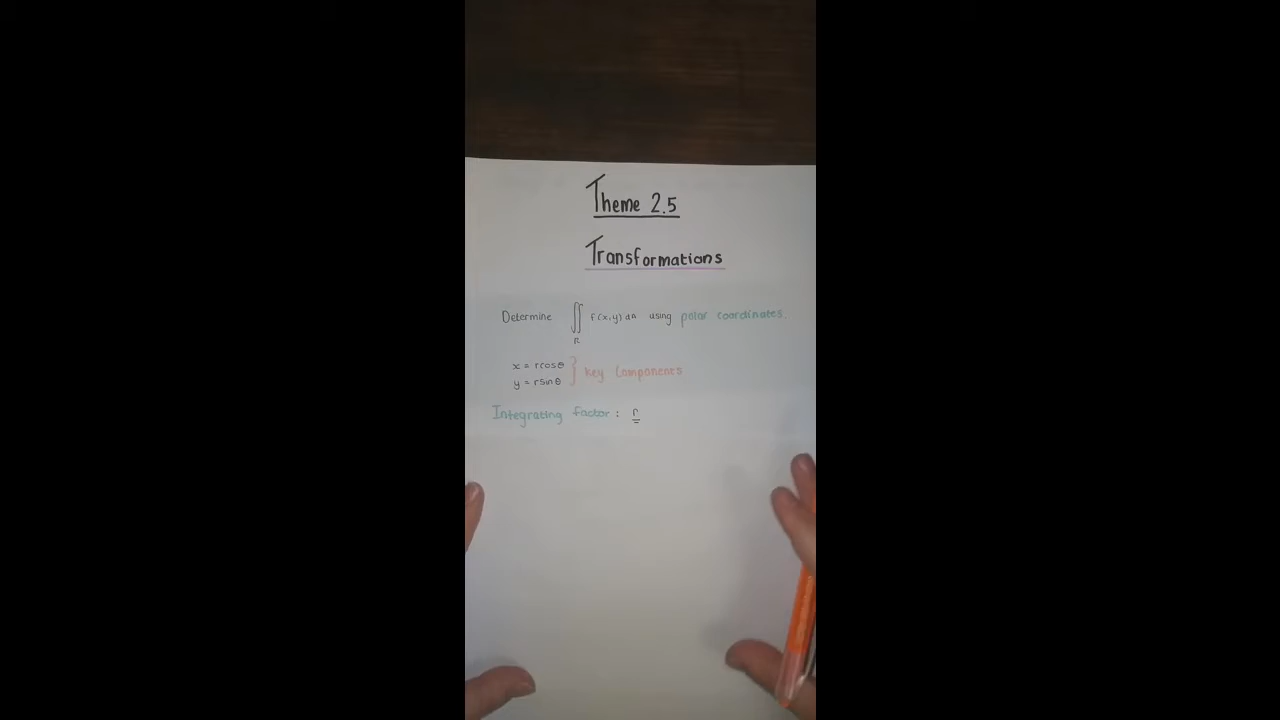 Theme 2.5
Transformations
Determine ∬ f(x,y) dA using polar coordinates.
R
x = rcosθ
y = rsinθ } key Components
Integrating factor : r